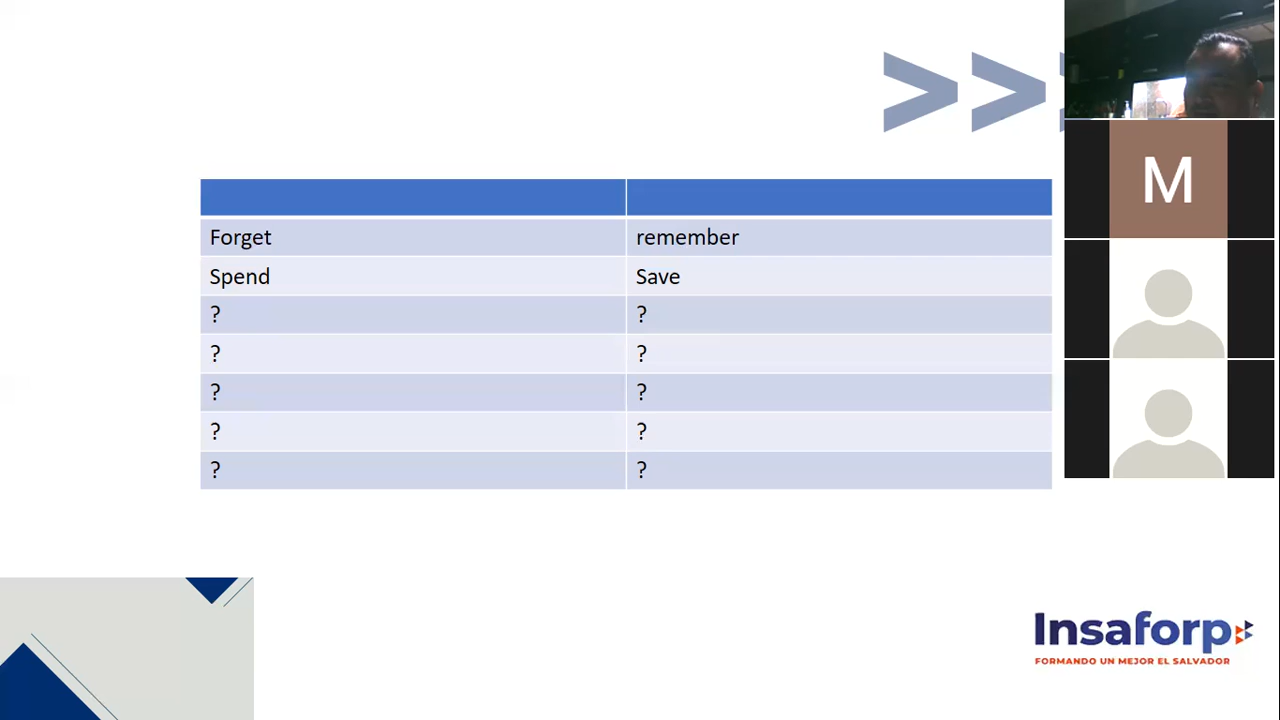 >>
M
Forget remember
Spend Save
? ?
? ?
? ?
? ?
? ?
Insaforp
FORMANDO UN MEJOR EL SALVADOR